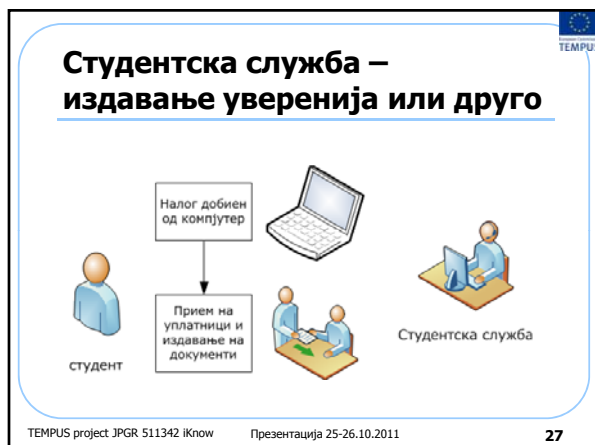 TEMPUS
Студентска служба –
издавање уверенија или друго
Налог добиен
од компјутер
Прием на
уплатници и
издавање на
документи
студент
Студентска служба
TEMPUS project JPGR 511342 iKnow Презентација 25-26.10.2011 27